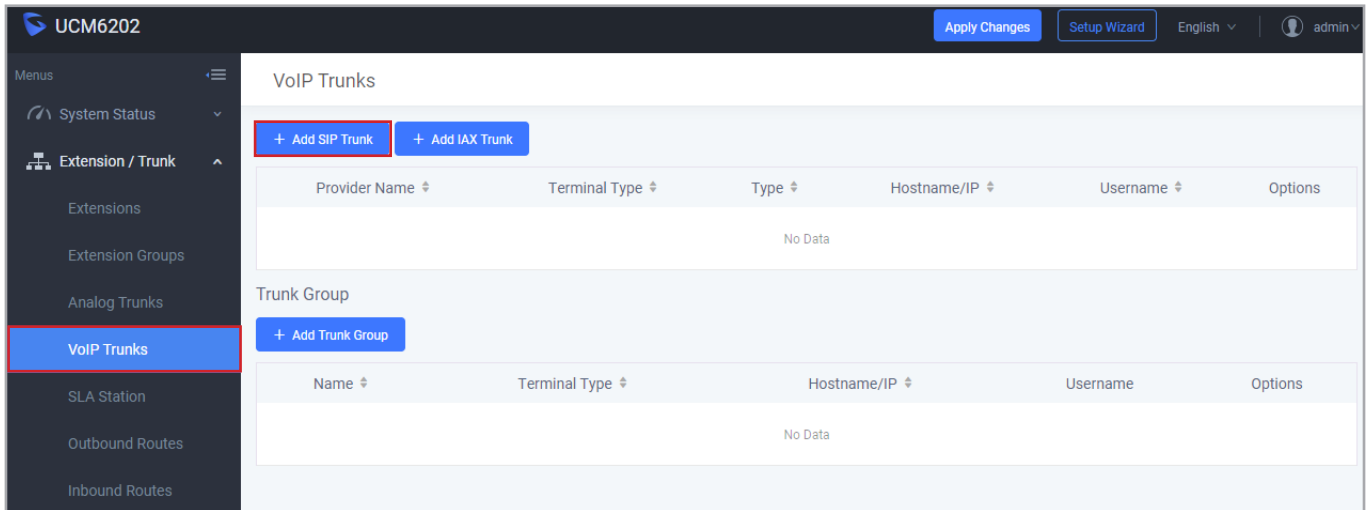 UCM6202 Apply Changes Setup Wizard English admin
Menus
VoIP Trunks
System Status
+ Add SIP Trunk + Add IAX Trunk
Extension / Trunk
Provider Name Terminal Type Type Hostname/IP Username Options
Extensions
No Data
Extension Groups
Trunk Group
Analog Trunks
+ Add Trunk Group
VoIP Trunks
Name Terminal Type Hostname/IP Username Options
SLA Station
No Data
Outbound Routes
Inbound Routes